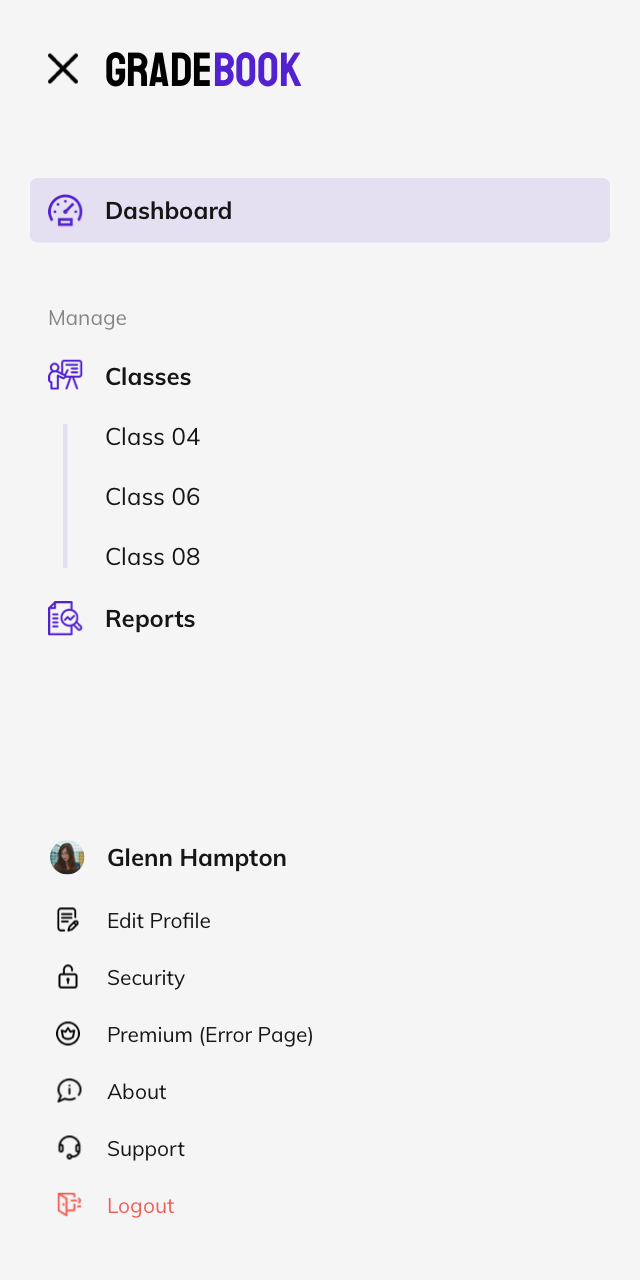 GRADEBOOK
Dashboard
Manage
Classes
Class 04
Class 06
Class 08
Reports
Glenn Hampton
Edit Profile
Security
Premium (Error Page)
About
Support
Logout